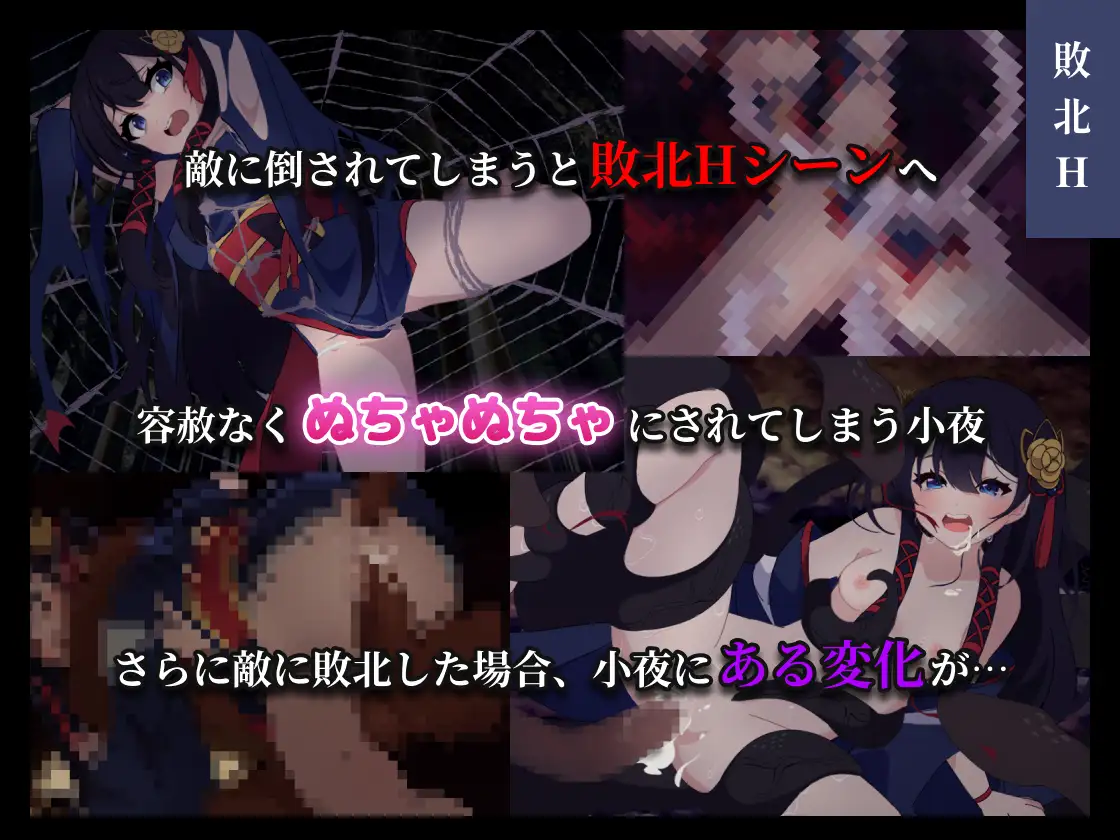 敗北H
敵に倒されてしまうと敗北Hシーンへ
容赦なくぬちゃぬちゃにされてしまう小夜
さらに敵に敗北した場合、小夜にある変化が…